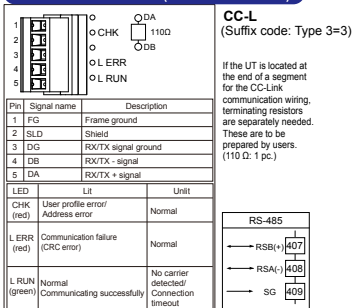 CC-L
(Suffix code: Type 3=3)
1
2
3
4
5
CHK
L ERR
L RUN
DA
110Ω
DB
If the UT is located at
the end of a segment
for the CC-Link
communication wiring,
terminating resistors
are separately needed.
These are to be
prepared by users.
(110 Ω: 1 pc.)
Pin Signal name Description
1 FG Frame ground
2 SLD Shield
3 DG RX/TX signal ground
4 DB RX/TX - signal
5 DA RX/TX + signal
LED Lit Unlit
CHK (red) User profile error/ Address error Normal
L ERR (red) Communication failure (CRC error) Normal
L RUN (green) Normal Communicating successfully No carrier detected/ Connection timeout
RS-485
RSB(+) 407
RSA(-) 408
SG 409